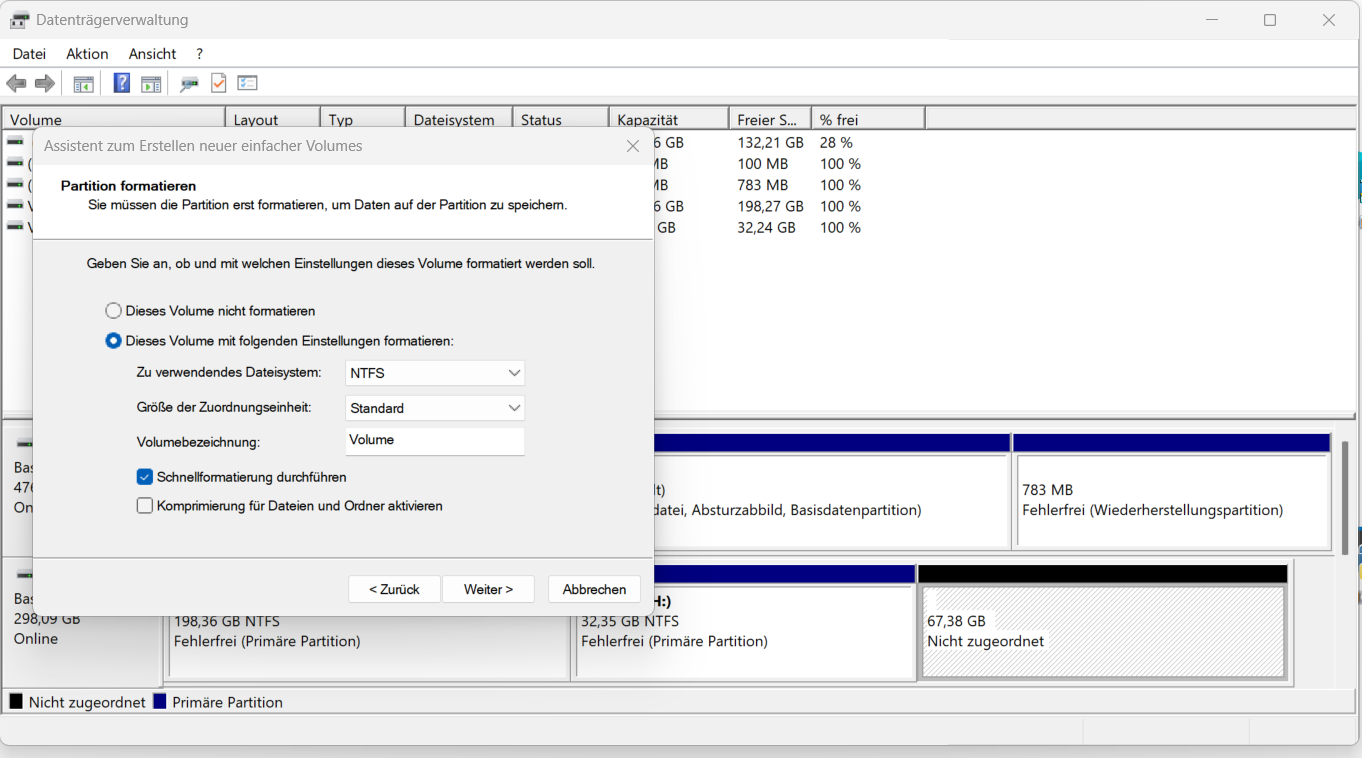 Datenträgerverwaltung
Datei Aktion Ansicht ?
Volume Layout Typ Dateisystem Status Kapazität Freier S... % frei
6 GB 132,21 GB 28 %
( MB 100 MB 100 %
( MB 783 MB 100 %
6 GB 198,27 GB 100 %
GB 32,24 GB 100 %
Assistent zum Erstellen neuer einfacher Volumes
Partition formatieren
Sie müssen die Partition erst formatieren, um Daten auf der Partition zu speichern.
Geben Sie an, ob und mit welchen Einstellungen dieses Volume formatiert werden soll.
Dieses Volume nicht formatieren
Dieses Volume mit folgenden Einstellungen formatieren:
Zu verwendendes Dateisystem: NTFS
Größe der Zuordnungseinheit: Standard
Volumebezeichnung: Volume
Schnellformatierung durchführen
Komprimierung für Dateien und Ordner aktivieren
< Zurück Weiter > Abbrechen
Bas
476
On
lt)
datei, Absturzabbild, Basisdatenpartition)
783 MB
Fehlerfrei (Wiederherstellungspartition)
Bas
298,09 GB
Online
198,36 GB NTFS
Fehlerfrei (Primäre Partition)
H:)
32,35 GB NTFS
Fehlerfrei (Primäre Partition)
67,38 GB
Nicht zugeordnet
Nicht zugeordnet Primäre Partition